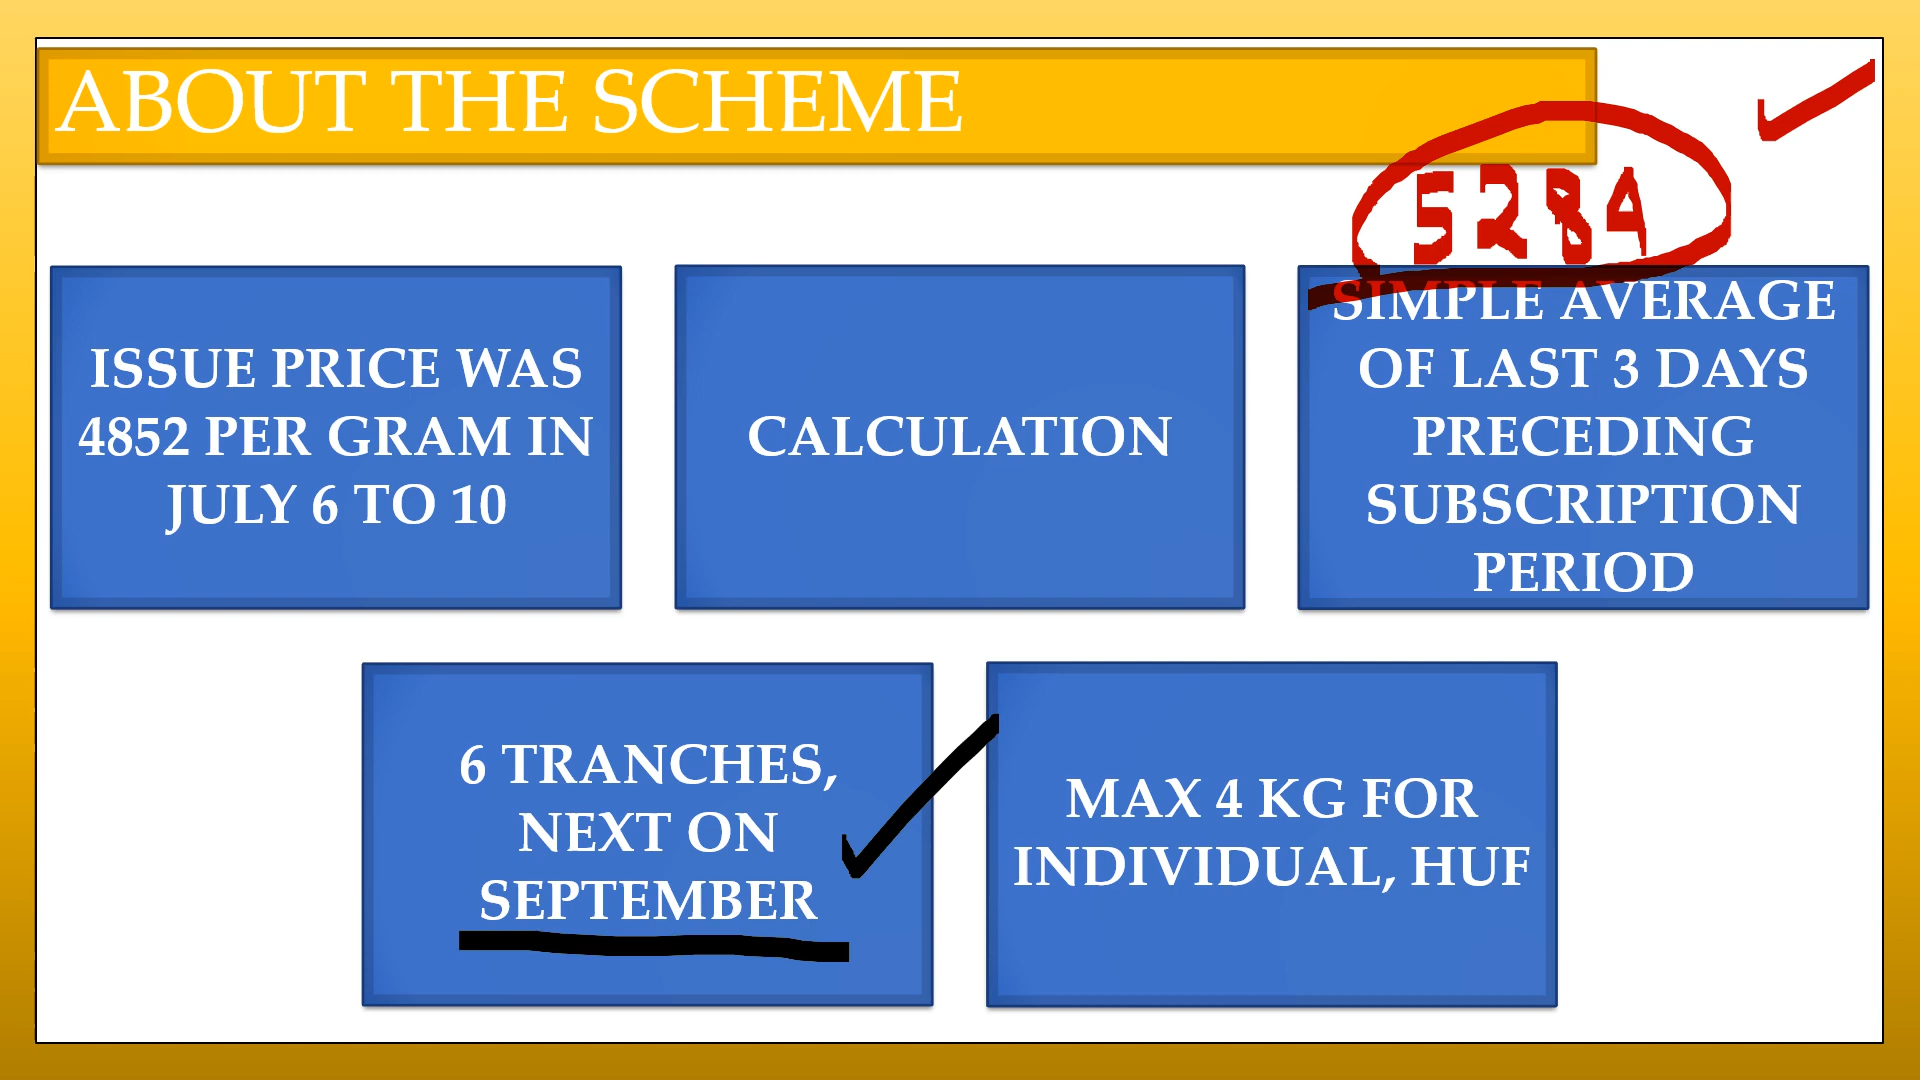 ABOUT THE SCHEME
5284
ISSUE PRICE WAS
4852 PER GRAM IN
JULY 6 TO 10
CALCULATION
SIMPLE AVERAGE
OF LAST 3 DAYS
PRECEDING
SUBSCRIPTION
PERIOD
6 TRANCHES,
NEXT ON
SEPTEMBER
MAX 4 KG FOR
INDIVIDUAL, HUF